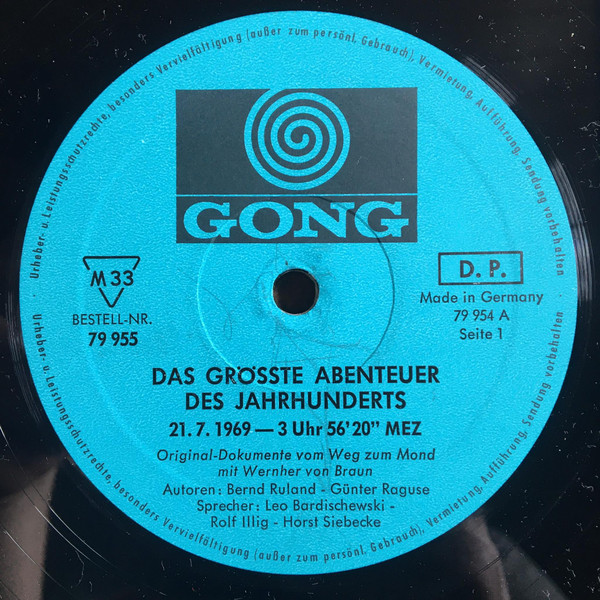 Urheber- u. Leistungsschutzrechte, besonders Vervielfältigung (außer zum persönl. Gebrauch), Vermietung, Aufführung, Sendung vorbehalten ·
GONG
M 33
BESTELL-NR.
79 955
D. P.
Made in Germany
79 954 A
Seite 1
DAS GRÖSSTE ABENTEUER
DES JAHRHUNDERTS
21. 7. 1969 — 3 Uhr 56'20" MEZ
Original-Dokumente vom Weg zum Mond
mit Wernher von Braun
Autoren: Bernd Ruland - Günter Raguse
Sprecher: Leo Bardischewski -
Rolf Illig - Horst Siebecke
Urheber- u. Leistungsschutzrechte, besonders Vervielfältigung (außer zum persönl. Gebrauch), Vermietung, Aufführung, Sendung vorbehalten ·